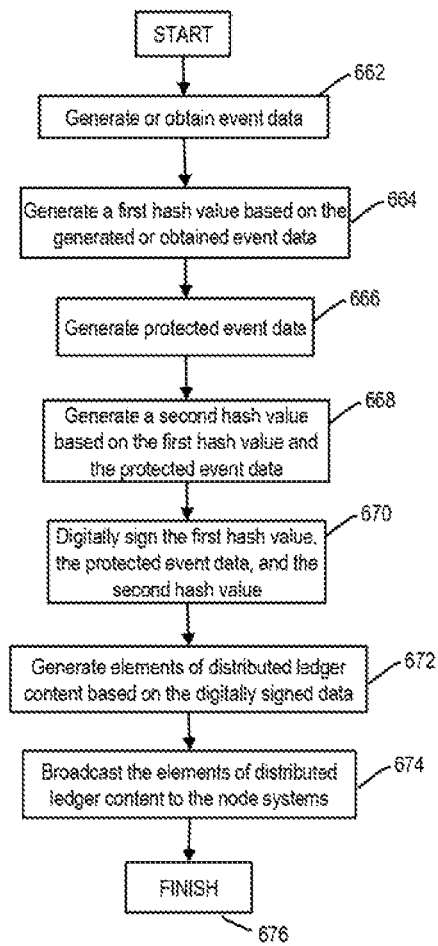 START
662
Generate or obtain event data
664
Generate a first hash value based on the
generated or obtained event data
666
Generate protected event data
668
Generate a second hash value
based on the first hash value and
the protected event data
670
Digitally sign the first hash value,
the protected event data, and the
second hash value
672
Generate elements of distributed ledger
content based on the digitally signed data
674
Broadcast the elements of distributed
ledger content to the node systems
FINISH
676